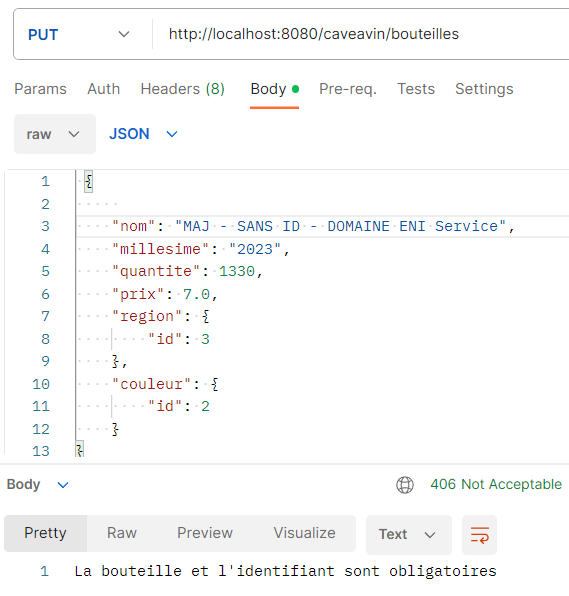 PUT http://localhost:8080/caveavin/bouteilles
Params Auth Headers (8) Body Pre-req. Tests Settings
raw JSON
1 {
2
3 "nom": "MAJ - SANS ID - DOMAINE ENI Service",
4 "millesime": "2023",
5 "quantite": 1330,
6 "prix": 7.0,
7 "region": {
8 "id": 3
9 },
10 "couleur": {
11 "id": 2
12 }
13 }
Body 406 Not Acceptable
Pretty Raw Preview Visualize Text
1 La bouteille et l'identifiant sont obligatoires